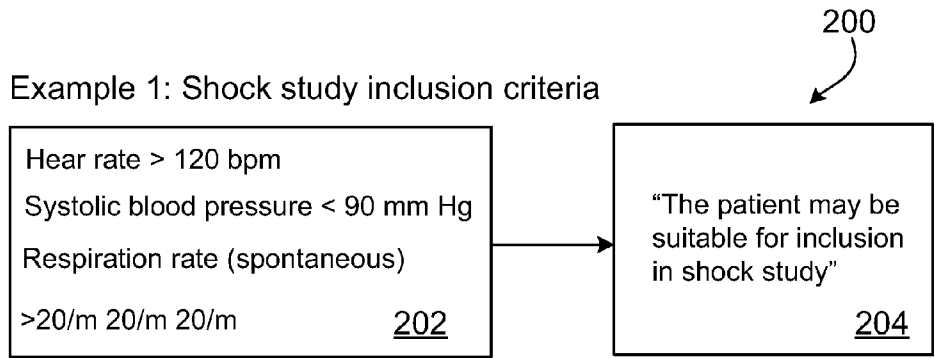 200
Example 1: Shock study inclusion criteria
Hear rate > 120 bpm
Systolic blood pressure < 90 mm Hg
Respiration rate (spontaneous)
>20/m 20/m 20/m
202
“The patient may be
suitable for inclusion
in shock study”
204